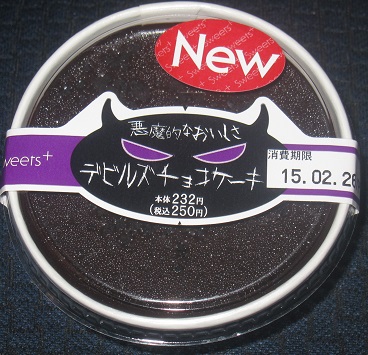 New
Sweets+
悪魔的なおいしさ
デビルズチョコケーキ
本体232円
(税込250円)
weets+
消費期限
15.02.26